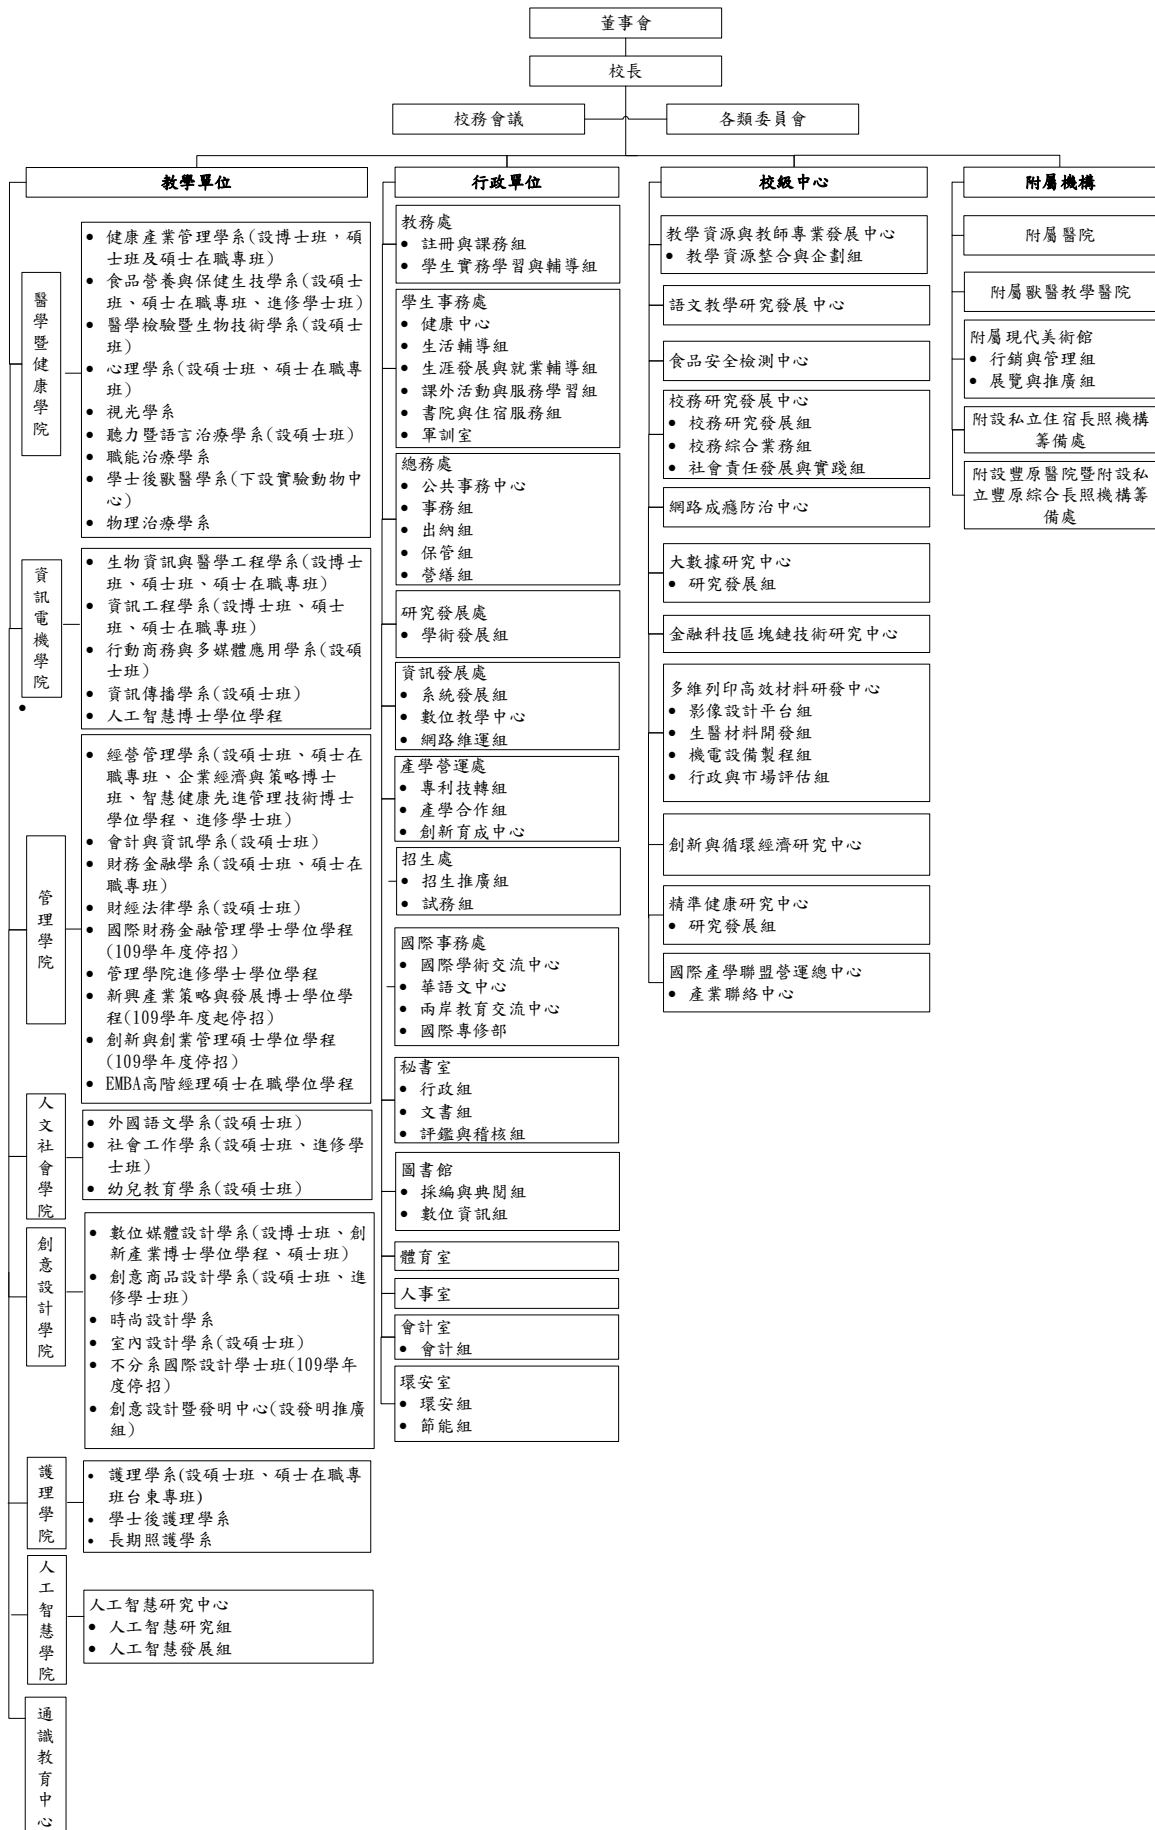 董事會
校長
校務會議
各類委員會
教學單位
醫學暨健康學院
• 健康產業管理學系(設博士班，碩
士班及碩士在職專班)
• 食品營養與保健生技學系(設碩士
班、碩士在職專班、進修學士班)
• 醫學檢驗暨生物技術學系(設碩士
班)
• 心理學系(設碩士班、碩士在職專
班)
• 視光學系
• 聽力暨語言治療學系(設碩士班)
• 職能治療學系
• 學士後獸醫學系(下設實驗動物中
心)
• 物理治療學系
資訊電機學院
•
• 生物資訊與醫學工程學系(設博士
班、碩士班、碩士在職專班)
• 資訊工程學系(設博士班、碩士
班、碩士在職專班)
• 行動商務與多媒體應用學系(設碩
士班)
• 資訊傳播學系(設碩士班)
• 人工智慧博士學位學程
管理學院
• 經營管理學系(設碩士班、碩士在
職專班、企業經濟與策略博士
班、智慧健康先進管理技術博士
學位學程、進修學士班)
• 會計與資訊學系(設碩士班)
• 財務金融學系(設碩士班、碩士在
職專班)
• 財經法律學系(設碩士班)
• 國際財務金融管理學士學位學程
(109學年度停招)
• 管理學院進修學士學位學程
• 新興產業策略與發展博士學位學
程(109學年度起停招)
• 創新與創業管理碩士學位學程
(109學年度停招)
• EMBA高階經理碩士在職學位學程
人文社會學院
• 外國語文學系(設碩士班)
• 社會工作學系(設碩士班、進修學
士班)
• 幼兒教育學系(設碩士班)
創意設計學院
• 數位媒體設計學系(設博士班、創
新產業博士學位學程、碩士班)
• 創意商品設計學系(設碩士班、進
修學士班)
• 時尚設計學系
• 室內設計學系(設碩士班)
• 不分系國際設計學士班(109學年
度停招)
• 創意設計暨發明中心(設發明推廣
組)
護理學院
• 護理學系(設碩士班、碩士在職專
班台東專班)
• 學士後護理學系
• 長期照護學系
人工智慧學院
人工智慧研究中心
• 人工智慧研究組
• 人工智慧發展組
通識教育中心
行政單位
教務處
• 註冊與課務組
• 學生實務學習與輔導組
學生事務處
• 健康中心
• 生活輔導組
• 生涯發展與就業輔導組
• 課外活動與服務學習組
• 書院與住宿服務組
• 軍訓室
總務處
• 公共事務中心
• 事務組
• 出納組
• 保管組
• 營繕組
研究發展處
• 學術發展組
資訊發展處
• 系統發展組
• 數位教學中心
• 網路維運組
產學營運處
• 專利技轉組
• 產學合作組
• 創新育成中心
招生處
• 招生推廣組
• 試務組
國際事務處
• 國際學術交流中心
• 華語文中心
• 兩岸教育交流中心
• 國際專修部
秘書室
• 行政組
• 文書組
• 評鑑與稽核組
圖書館
• 採編與典閱組
• 數位資訊組
體育室
人事室
會計室
• 會計組
環安室
• 環安組
• 節能組
校級中心
教學資源與教師專業發展中心
• 教學資源整合與企劃組
語文教學研究發展中心
食品安全檢測中心
校務研究發展中心
• 校務研究發展組
• 校務綜合業務組
• 社會責任發展與實踐組
網路成癮防治中心
大數據研究中心
• 研究發展組
金融科技區塊鏈技術研究中心
多維列印高效材料研發中心
• 影像設計平台組
• 生醫材料開發組
• 機電設備製程組
• 行政與市場評估組
創新與循環經濟研究中心
精準健康研究中心
• 研究發展組
國際產學聯盟營運總中心
• 產業聯絡中心
附屬機構
附屬醫院
附屬獸醫教學醫院
附屬現代美術館
• 行銷與管理組
• 展覽與推廣組
附設私立住宿長照機構
籌備處
附設豐原醫院暨附設私
立豐原綜合長照機構籌
備處